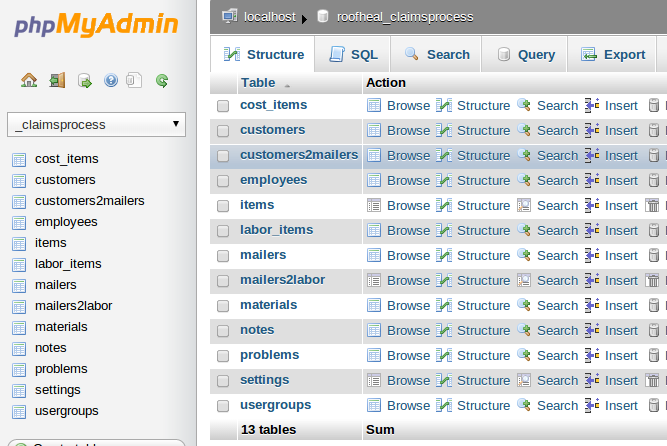 phpMyAdmin
_claimsprocess
cost_items
customers
customers2mailers
employees
items
labor_items
mailers
mailers2labor
materials
notes
problems
settings
usergroups
localhost roofheal_claimsprocess
Structure SQL Search Query Export
Table Action
cost_items Browse Structure Search Insert
customers Browse Structure Search Insert
customers2mailers Browse Structure Search Insert
employees Browse Structure Search Insert
items Browse Structure Search Insert
labor_items Browse Structure Search Insert
mailers Browse Structure Search Insert
mailers2labor Browse Structure Search Insert
materials Browse Structure Search Insert
notes Browse Structure Search Insert
problems Browse Structure Search Insert
settings Browse Structure Search Insert
usergroups Browse Structure Search Insert
13 tables Sum